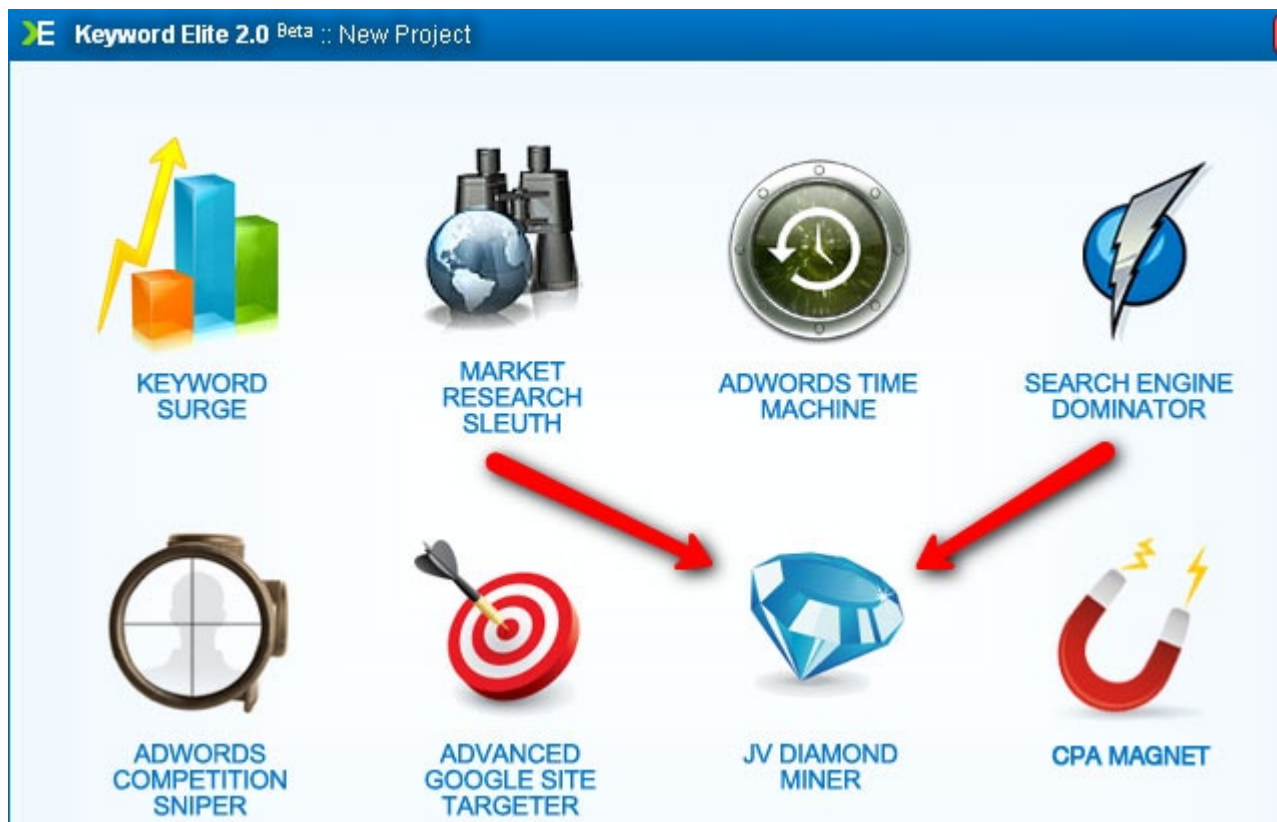 Keyword Elite 2.0 Beta :: New Project
KEYWORD
SURGE
MARKET
RESEARCH
SLEUTH
ADWORDS TIME
MACHINE
SEARCH ENGINE
DOMINATOR
ADWORDS
COMPETITION
SNIPER
ADVANCED
GOOGLE SITE
TARGETER
JV DIAMOND
MINER
CPA MAGNET